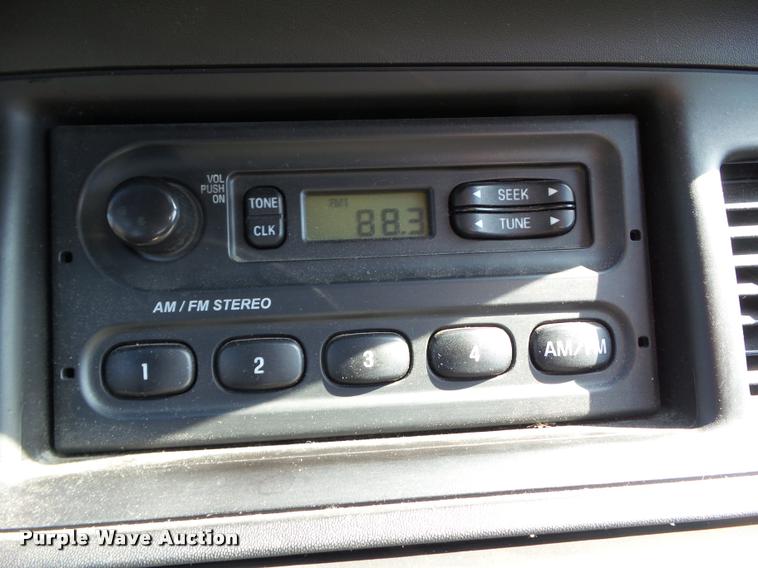 VOL
PUSH
ON
TONE
CLK
FM1
88.3
SEEK
TUNE
AM / FM STEREO
1
2
3
4
AM/FM
Purple Wave Auction